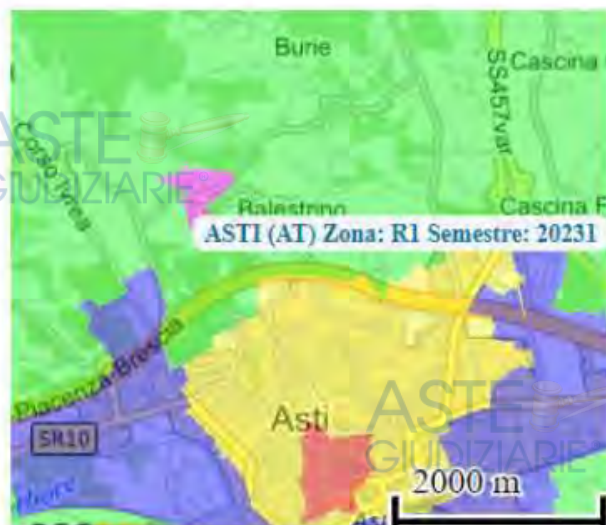 Burie
Cascina
SS457var
ASTE
GIUDIZIARIE®
Corso Ivrea
Balestrino
Cascina F
ASTI (AT) Zona: R1 Semestre: 20231
Piacenza Brescia
Asti
ASTE
GIUDIZIARIE®
SR10
2000 m